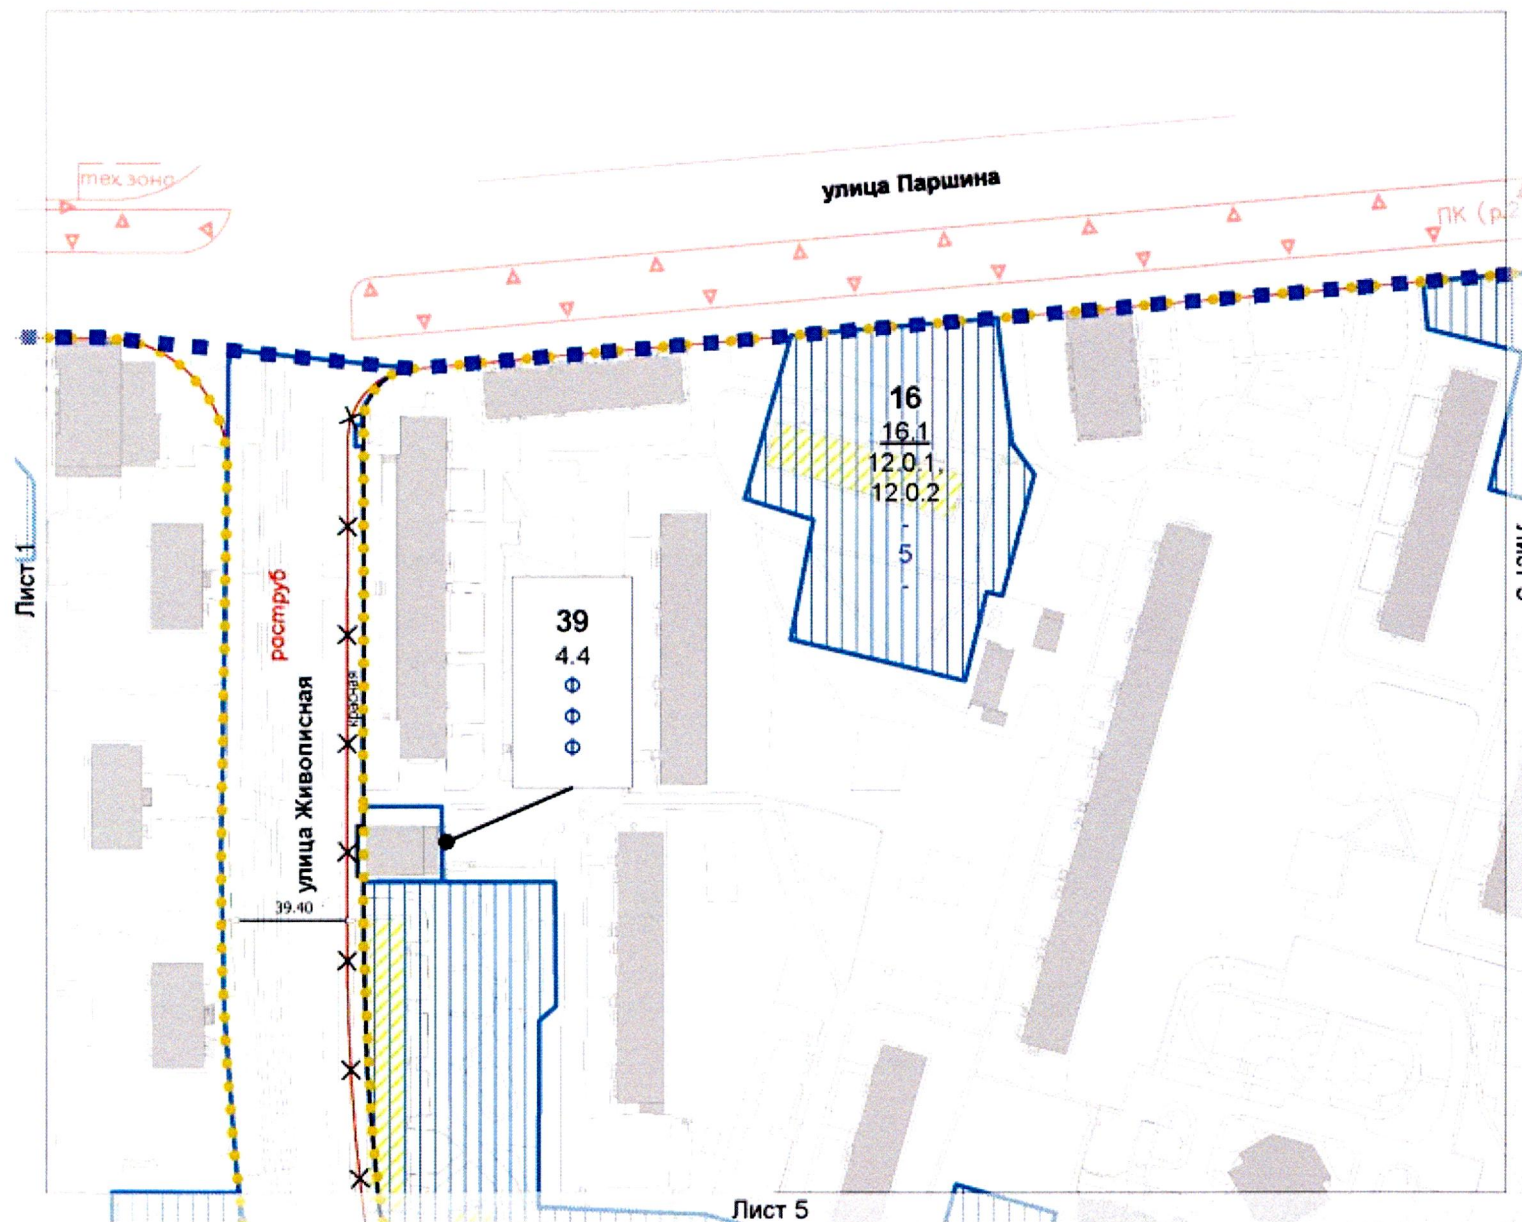 тех.зона
улица Паршина
16
16.1
12.0.1,
12.0.2
-
5
-
Лист 1
раструб
39
4.4
улица Живописная
красная
39.40
Лист 5